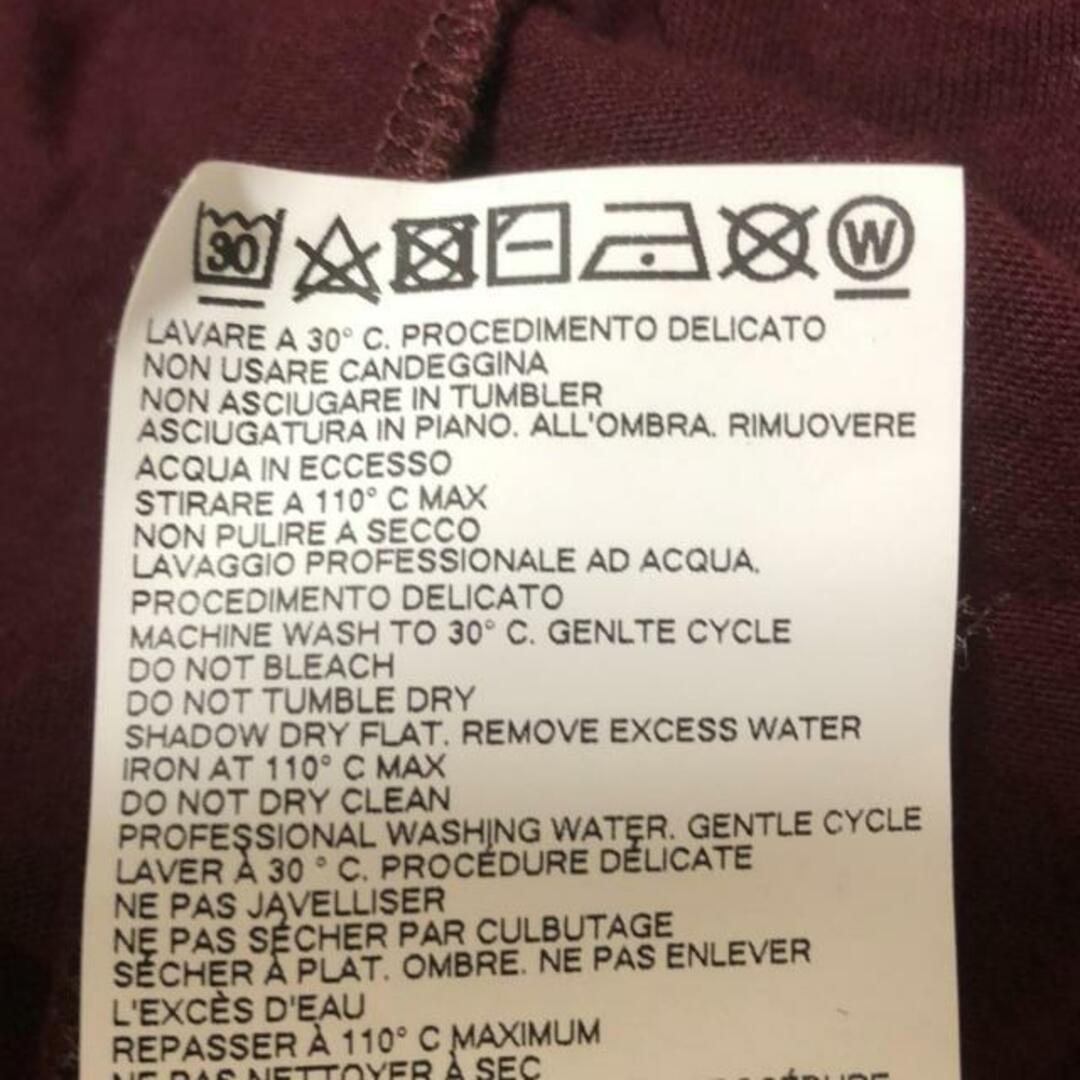 30 W
LAVARE A 30° C. PROCEDIMENTO DELICATO
NON USARE CANDEGGINA
NON ASCIUGARE IN TUMBLER
ASCIUGATURA IN PIANO. ALL'OMBRA. RIMUOVERE
ACQUA IN ECCESSO
STIRARE A 110° C MAX
NON PULIRE A SECCO
LAVAGGIO PROFESSIONALE AD ACQUA.
PROCEDIMENTO DELICATO
MACHINE WASH TO 30° C. GENLTE CYCLE
DO NOT BLEACH
DO NOT TUMBLE DRY
SHADOW DRY FLAT. REMOVE EXCESS WATER
IRON AT 110° C MAX
DO NOT DRY CLEAN
PROFESSIONAL WASHING WATER. GENTLE CYCLE
LAVER À 30 ° C. PROCÉDURE DÉLICATE
NE PAS JAVELLISER
NE PAS SÉCHER PAR CULBUTAGE
SÉCHER À PLAT. OMBRE. NE PAS ENLEVER
L'EXCÈS D'EAU
REPASSER À 110° C MAXIMUM
NE PAS NETTOYER À SEC